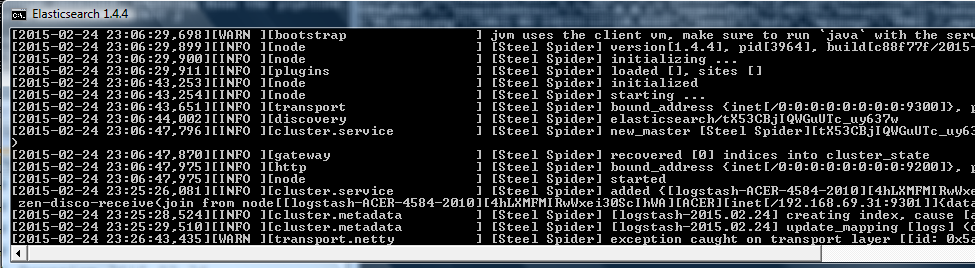 Elasticsearch 1.4.4
[2015-02-24 23:06:29,698][WARN ][bootstrap ] jvm uses the client vm, make sure to run `java` with the serv
[2015-02-24 23:06:29,899][INFO ][node ] [Steel Spider] version[1.4.4], pid[3964], build[c88f77f/2015-
[2015-02-24 23:06:29,900][INFO ][node ] [Steel Spider] initializing ...
[2015-02-24 23:06:29,911][INFO ][plugins ] [Steel Spider] loaded [], sites []
[2015-02-24 23:06:43,253][INFO ][node ] [Steel Spider] initialized
[2015-02-24 23:06:43,254][INFO ][node ] [Steel Spider] starting ...
[2015-02-24 23:06:43,651][INFO ][transport ] [Steel Spider] bound_address {inet[/0:0:0:0:0:0:0:0:9300]}, p
[2015-02-24 23:06:44,002][INFO ][discovery ] [Steel Spider] elasticsearch/tX53CBjIQWGuUTc_uy637w
[2015-02-24 23:06:47,796][INFO ][cluster.service ] [Steel Spider] new_master [Steel Spider][tX53CBjIQWGuUTc_uy
)
[2015-02-24 23:06:47,870][INFO ][gateway ] [Steel Spider] recovered [0] indices into cluster_state
[2015-02-24 23:06:47,975][INFO ][http ] [Steel Spider] bound_address {inet[/0:0:0:0:0:0:0:0:9200]}, p
[2015-02-24 23:06:47,975][INFO ][node ] [Steel Spider] started
[2015-02-24 23:25:26,081][INFO ][cluster.service ] [Steel Spider] added {[logstash-ACER-4584-2010][4hLXMFMIRwWxe
zen-disco-receive(join from node[[logstash-ACER-4584-2010][4hLXMFMIRwWxei30ScIhWA][ACER][inet[/192.168.69.31:9301]]{data
[2015-02-24 23:25:28,524][INFO ][cluster.metadata ] [Steel Spider] [logstash-2015.02.24] creating index, cause [a
[2015-02-24 23:25:29,510][INFO ][cluster.metadata ] [Steel Spider] [logstash-2015.02.24] update_mapping [logs] (d
[2015-02-24 23:26:43,435][WARN ][transport.netty ] [Steel Spider] exception caught on transport layer [[id: 0x5a